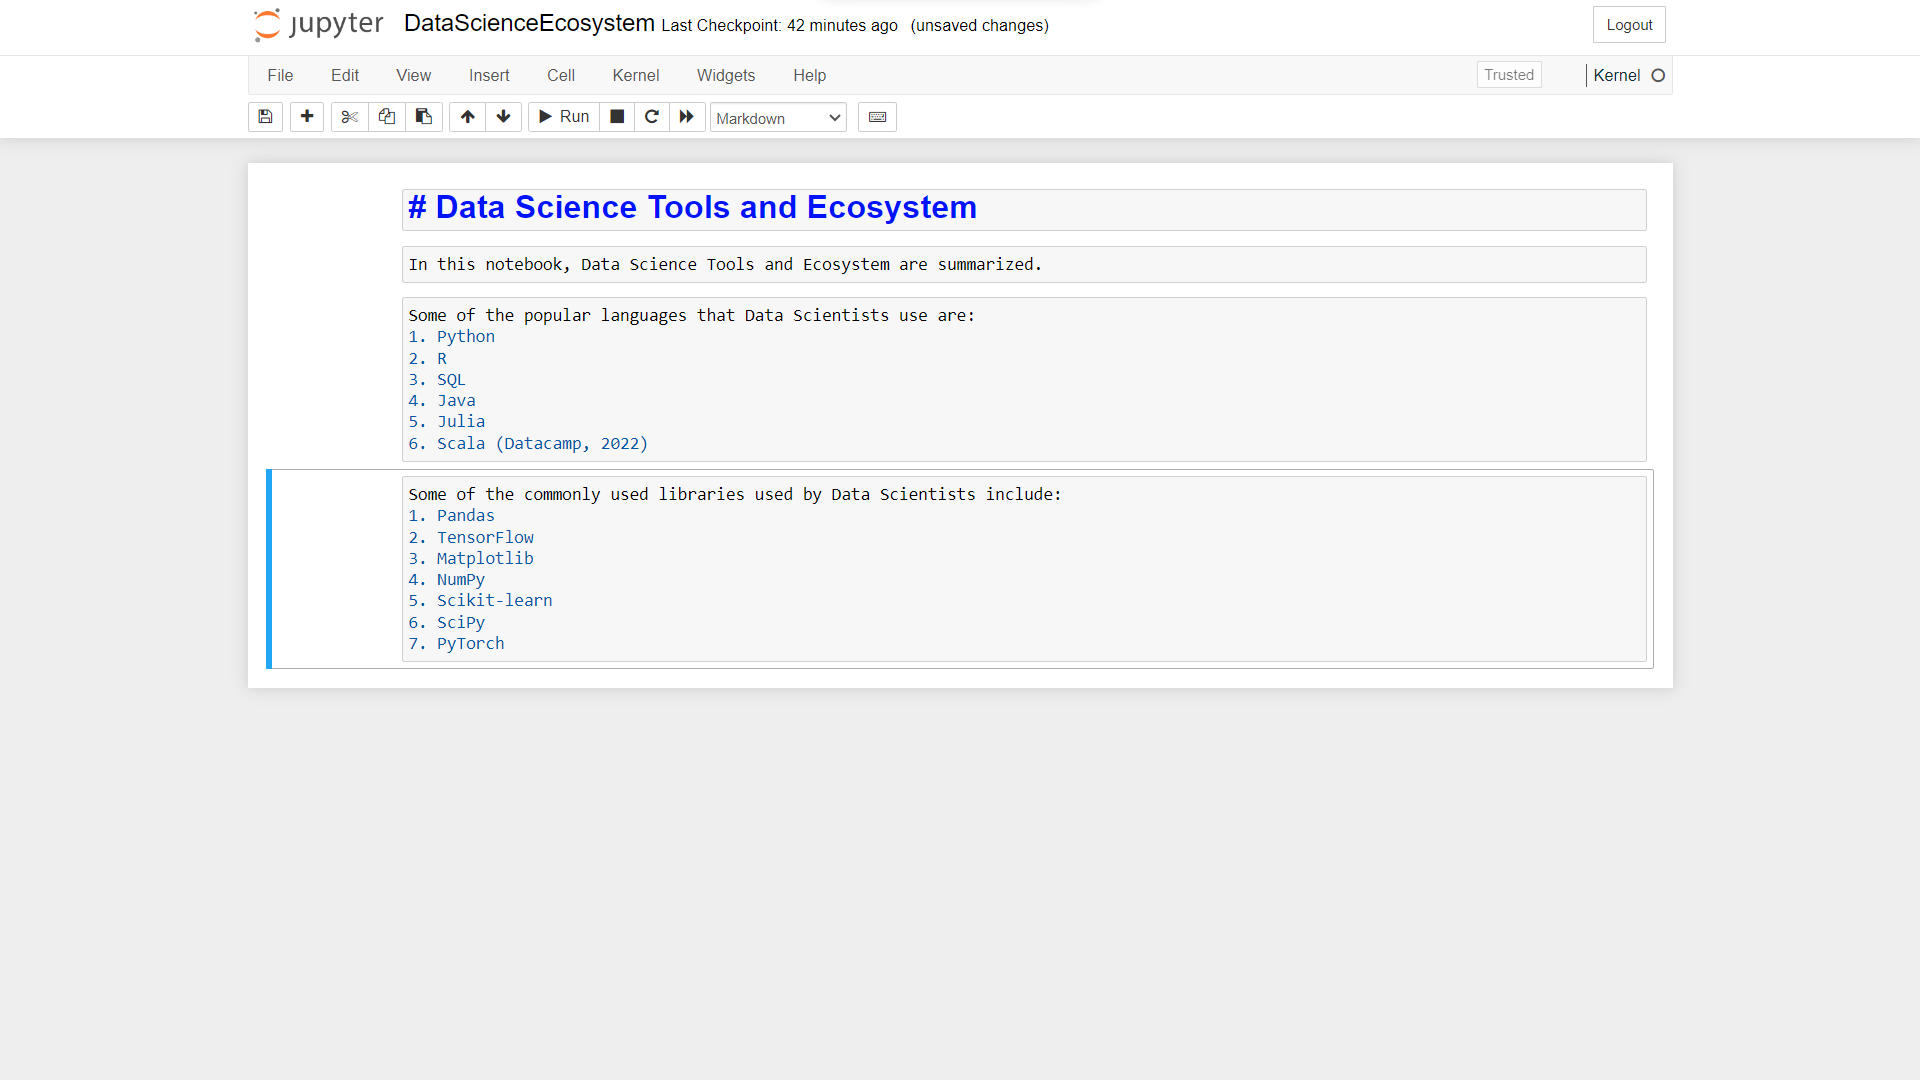 jupyter DataScienceEcosystem Last Checkpoint: 42 minutes ago (unsaved changes) Logout
File Edit View Insert Cell Kernel Widgets Help Trusted Kernel
Run Markdown
# Data Science Tools and Ecosystem
In this notebook, Data Science Tools and Ecosystem are summarized.
Some of the popular languages that Data Scientists use are:
1. Python
2. R
3. SQL
4. Java
5. Julia
6. Scala (Datacamp, 2022)
Some of the commonly used libraries used by Data Scientists include:
1. Pandas
2. TensorFlow
3. Matplotlib
4. NumPy
5. Scikit-learn
6. SciPy
7. PyTorch